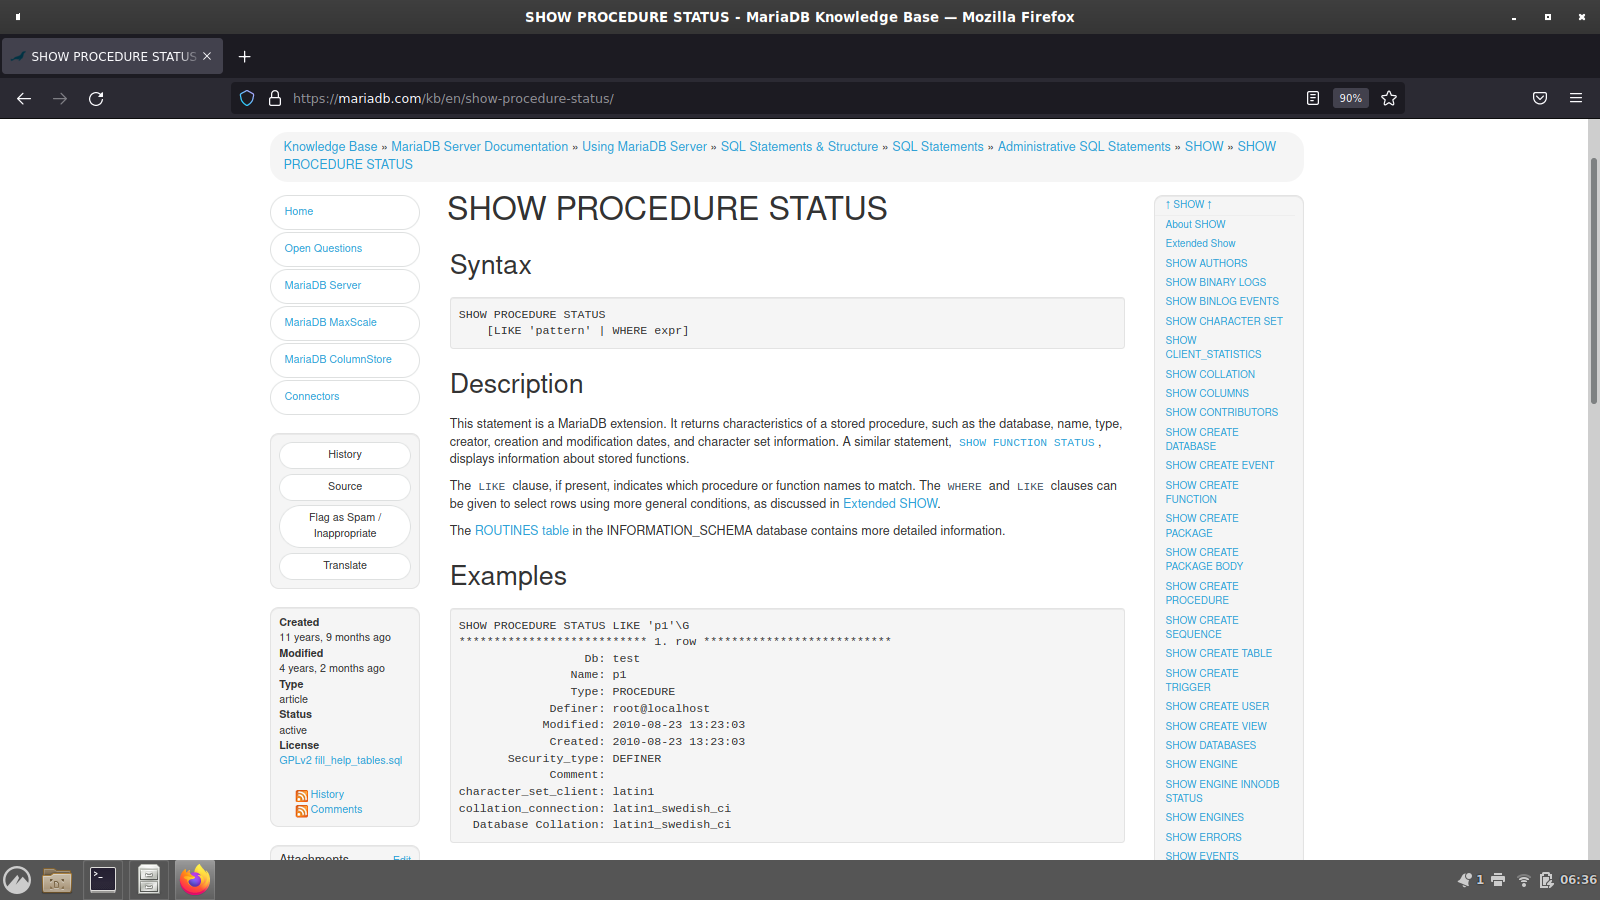 SHOW PROCEDURE STATUS - MariaDB Knowledge Base — Mozilla Firefox
SHOW PROCEDURE STATUS
https://mariadb.com/kb/en/show-procedure-status/
90%
Knowledge Base » MariaDB Server Documentation » Using MariaDB Server » SQL Statements & Structure » SQL Statements » Administrative SQL Statements » SHOW » SHOW
PROCEDURE STATUS
Home
Open Questions
MariaDB Server
MariaDB MaxScale
MariaDB ColumnStore
Connectors
History
Source
Flag as Spam /
Inappropriate
Translate
Created
11 years, 9 months ago
Modified
4 years, 2 months ago
Type
article
Status
active
License
GPLv2 fill_help_tables.sql
History
Comments
Attachments
Edit
SHOW PROCEDURE STATUS
Syntax
SHOW PROCEDURE STATUS
    [LIKE 'pattern' | WHERE expr]
Description
This statement is a MariaDB extension. It returns characteristics of a stored procedure, such as the database, name, type,
creator, creation and modification dates, and character set information. A similar statement, SHOW FUNCTION STATUS,
displays information about stored functions.
The LIKE clause, if present, indicates which procedure or function names to match. The WHERE and LIKE clauses can
be given to select rows using more general conditions, as discussed in Extended SHOW.
The ROUTINES table in the INFORMATION_SCHEMA database contains more detailed information.
Examples
SHOW PROCEDURE STATUS LIKE 'p1'\G
*************************** 1. row ***************************
                  Db: test
                Name: p1
                Type: PROCEDURE
             Definer: root@localhost
            Modified: 2010-08-23 13:23:03
             Created: 2010-08-23 13:23:03
       Security_type: DEFINER
             Comment:
character_set_client: latin1
collation_connection: latin1_swedish_ci
  Database Collation: latin1_swedish_ci
↑ SHOW ↑
About SHOW
Extended Show
SHOW AUTHORS
SHOW BINARY LOGS
SHOW BINLOG EVENTS
SHOW CHARACTER SET
SHOW
CLIENT_STATISTICS
SHOW COLLATION
SHOW COLUMNS
SHOW CONTRIBUTORS
SHOW CREATE
DATABASE
SHOW CREATE EVENT
SHOW CREATE
FUNCTION
SHOW CREATE
PACKAGE
SHOW CREATE
PACKAGE BODY
SHOW CREATE
PROCEDURE
SHOW CREATE
SEQUENCE
SHOW CREATE TABLE
SHOW CREATE
TRIGGER
SHOW CREATE USER
SHOW CREATE VIEW
SHOW DATABASES
SHOW ENGINE
SHOW ENGINE INNODB
STATUS
SHOW ENGINES
SHOW ERRORS
SHOW EVENTS
1
06:36